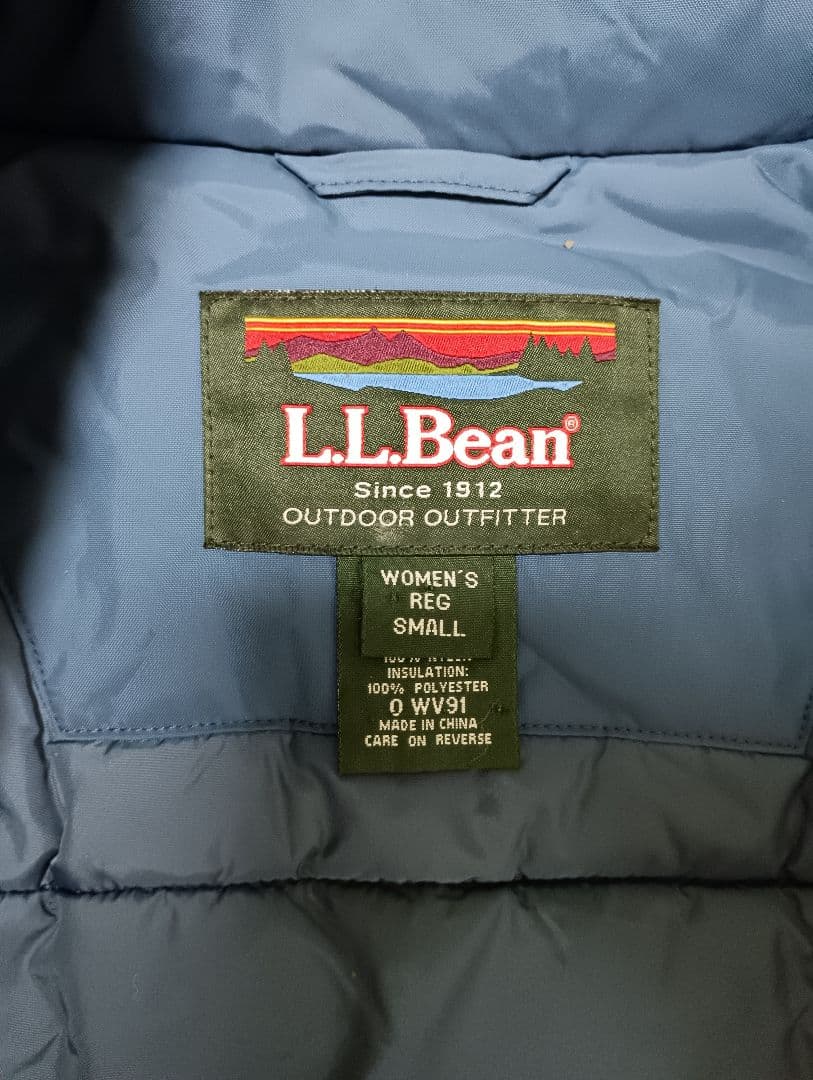 L.L.Bean®
Since 1912
OUTDOOR OUTFITTER
WOMEN'S
REG
SMALL
INSULATION:
100% POLYESTER
0 WV91
MADE IN CHINA
CARE ON REVERSE